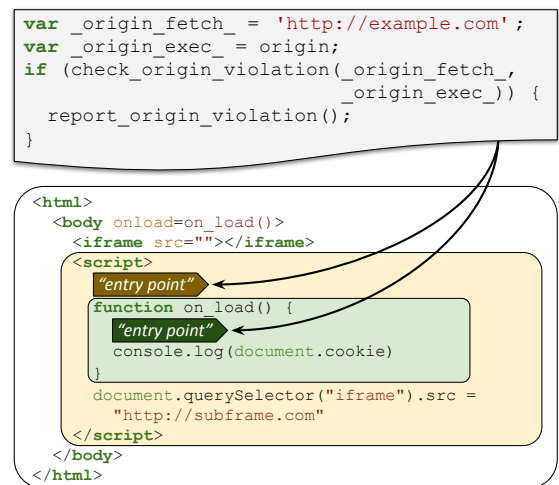 var _origin_fetch_ = 'http://example.com';
var _origin_exec_ = origin;
if (check_origin_violation(_origin_fetch_,
_origin_exec_)) {
report_origin_violation();
}
<html>
<body onload=on_load()>
<iframe src=""></iframe>
<script>
“entry point”
function on_load() {
“entry point”
console.log(document.cookie)
}
document.querySelector("iframe").src =
"http://subframe.com"
</script>
</body>
</html>